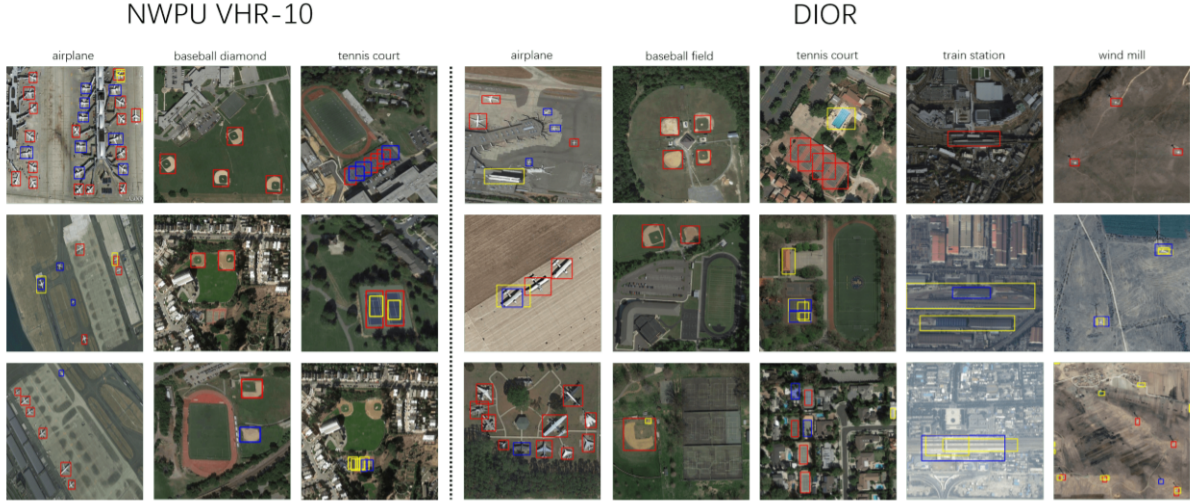 NWPU VHR-10
DIOR
airplane
baseball diamond
tennis court
airplane
baseball field
tennis court
train station
wind mill